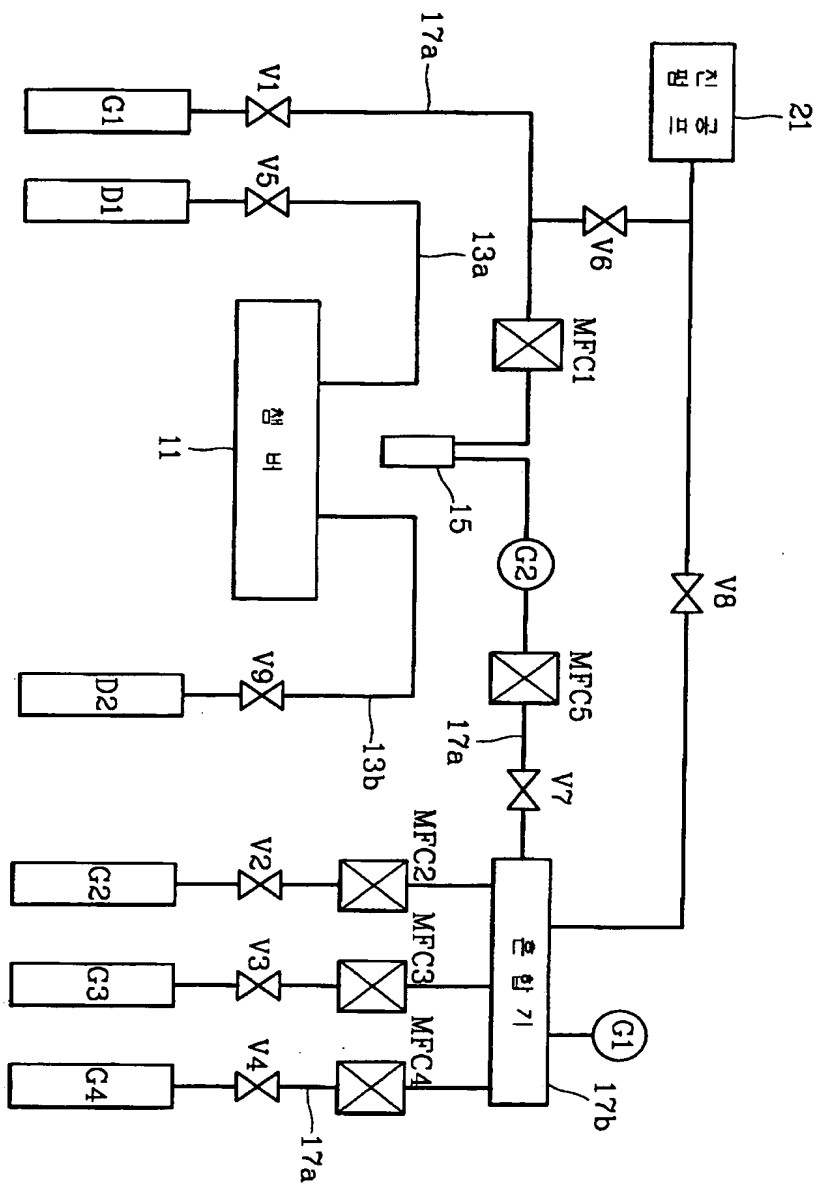 21
진 공
펌 프
V8
V6
G1
17b
MFC1
MFC5
V7
G2
혼 합 기
17a
13a
15
17a
MFC2
MFC3
MFC4
13b
17a
V1
V5
챔 버
V9
V2
V3
V4
11
G1
D1
D2
G2
G3
G4